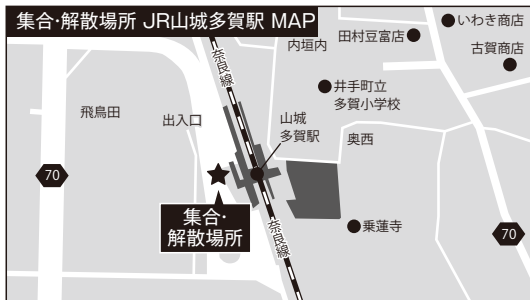 集合･解散場所 JR山城多賀駅 MAP
いわき商店
田村豆富店
内垣内
古賀商店
奈良線
井手町立
多賀小学校
飛鳥田
出入口
山城
多賀駅
奥西
70
集合･
解散場所
乗蓮寺
奈良線
70